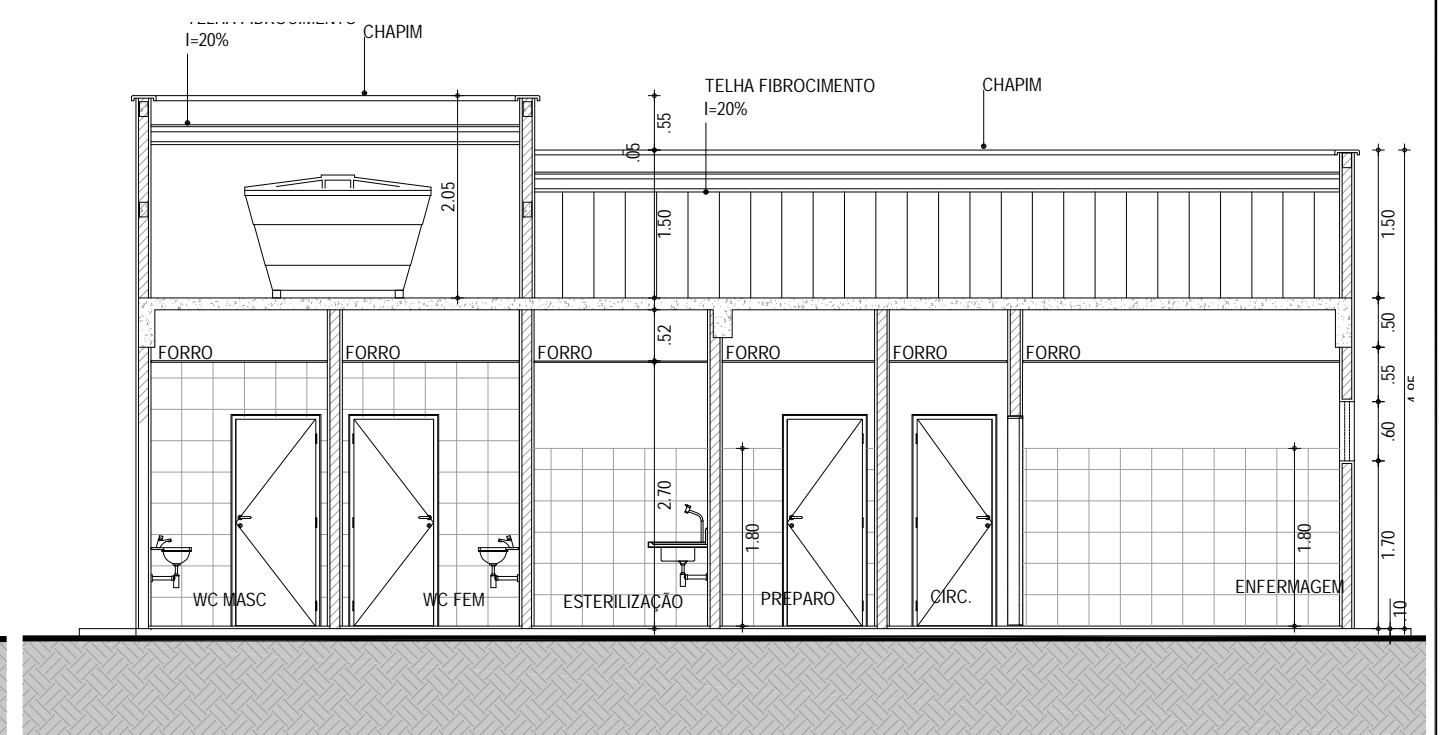 I=20%
CHAPIM
TELHA FIBROCIMENTO
I=20%
CHAPIM
.55
.05
2.05
1.50
1.50
.52
.50
FORRO
FORRO
FORRO
FORRO
FORRO
FORRO
.55
.60
2.70
1.80
1.80
1.70
WC MASC
WC FEM
ESTERILIZAÇÃO
PREPARO
CIRC.
ENFERMAGEM
.10